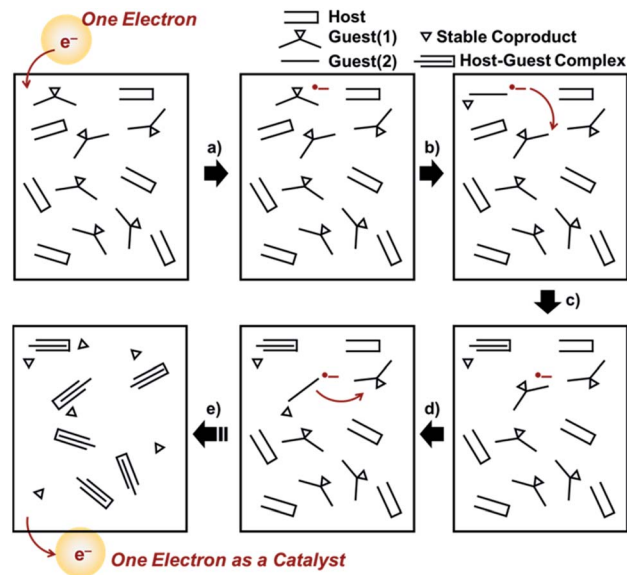 One Electron
e⁻
Host
Guest(1)
Stable Coproduct
Guest(2)
Host-Guest Complex
a)
b)
c)
d)
e)
e⁻
One Electron as a Catalyst